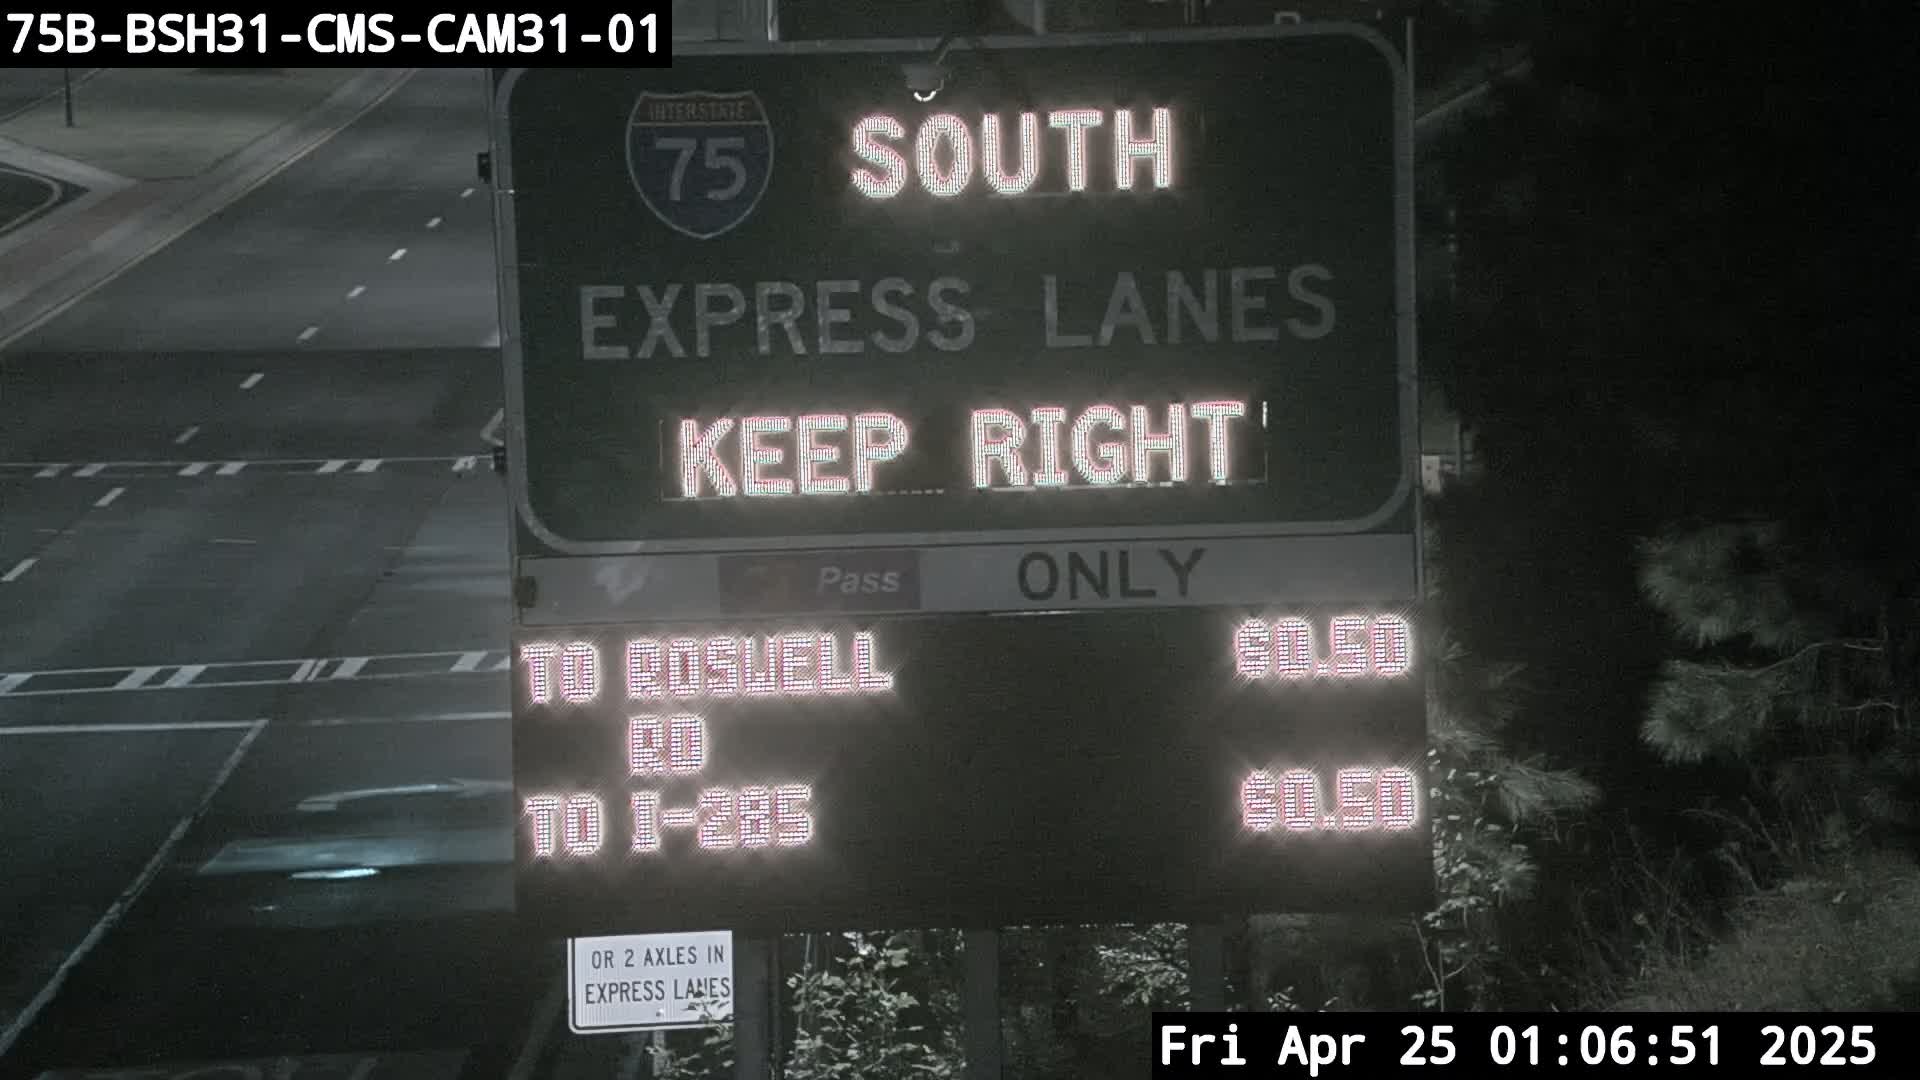 75B-BSH31-CMS-CAM31-01
INTERSTATE
75
SOUTH
EXPRESS LANES
KEEP RIGHT
Pass ONLY
TO ROSWELL $0.50
RD
TO I-285 $0.50
OR 2 AXLES IN
EXPRESS LANES
Fri Apr 25 01:06:51 2025